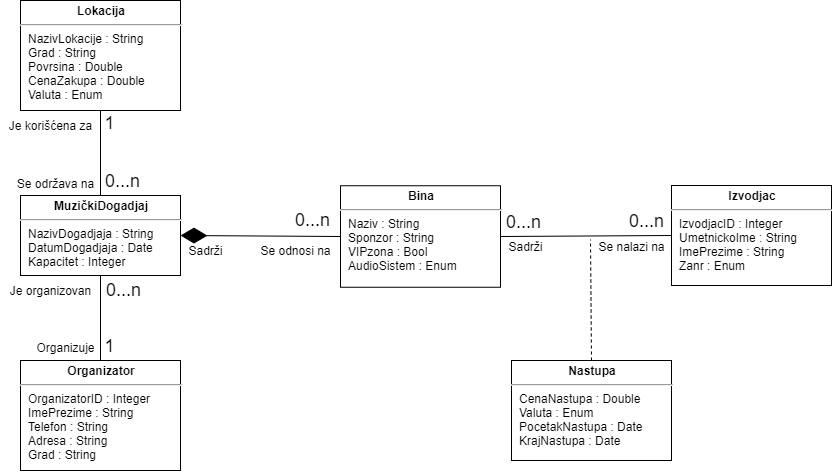 Lokacija
NazivLokacije : String
Grad : String
Povrsina : Double
CenaZakupa : Double
Valuta : Enum
Je korišćena za
1
Se održava na
0...n
MuzičkiDogadjaj
NazivDogadjaja : String
DatumDogadjaja : Date
Kapacitet : Integer
Sadrži
0...n
Se odnosi na
Bina
Naziv : String
Sponzor : String
VIPzona : Bool
AudioSistem : Enum
0...n
Sadrži
0...n
Se nalazi na
Izvodjac
IzvodjacID : Integer
UmetnickoIme : String
ImePrezime : String
Zanr : Enum
Je organizovan
0...n
Organizuje
1
Organizator
OrganizatorID : Integer
ImePrezime : String
Telefon : String
Adresa : String
Grad : String
Nastupa
CenaNastupa : Double
Valuta : Enum
PocetakNastupa : Date
KrajNastupa : Date